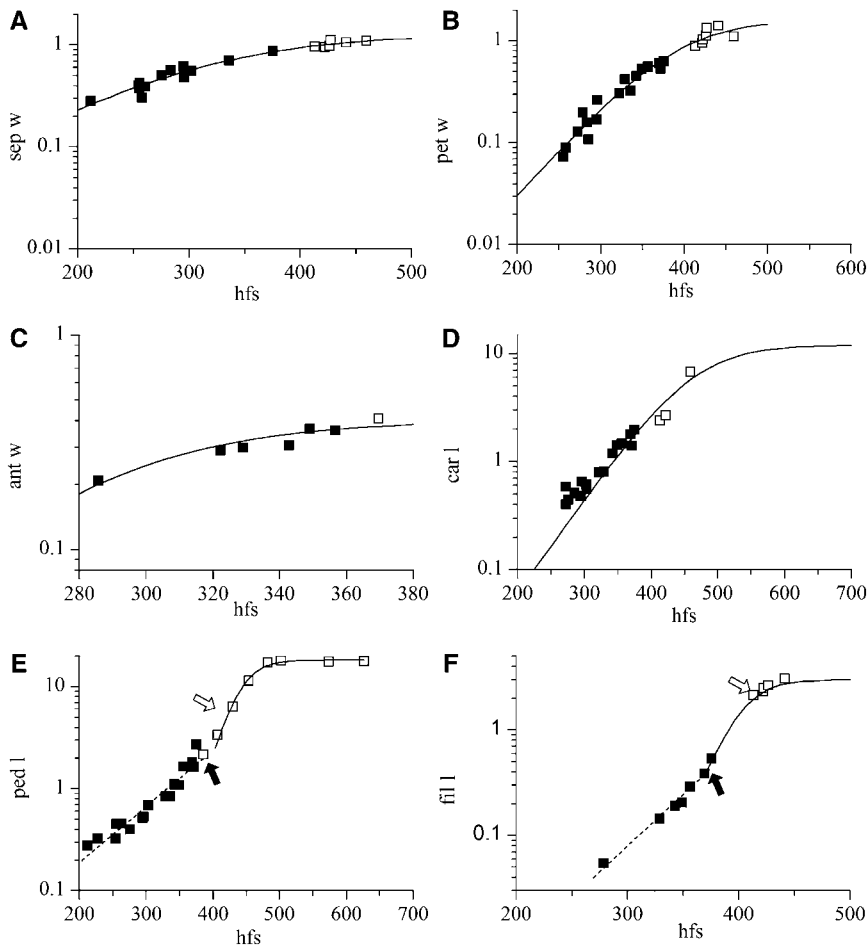 A
1
0.1
0.01
sep w
200 300 400 500
hfs
B
1
0.1
0.01
pet w
200 300 400 500 600
hfs
C
1
0.1
ant w
280 300 320 340 360 380
hfs
D
10
1
0.1
car l
200 300 400 500 600 700
hfs
E
10
1
0.1
ped l
200 300 400 500 600 700
hfs
F
1
0.1
fil l
200 300 400 500
hfs